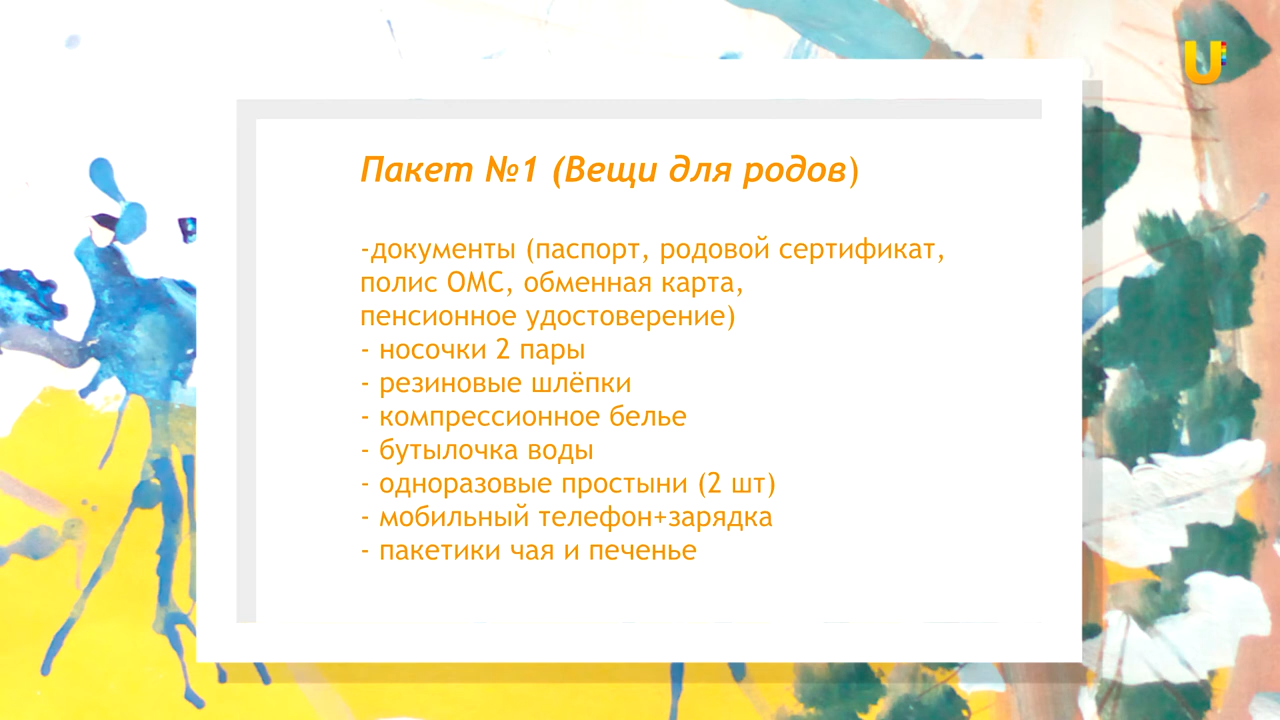 U
Пакет №1 (Вещи для родов)
-документы (паспорт, родовой сертификат,
полис ОМС, обменная карта,
пенсионное удостоверение)
- носочки 2 пары
- резиновые шлёпки
- компрессионное белье
- бутылочка воды
- одноразовые простыни (2 шт)
- мобильный телефон+зарядка
- пакетики чая и печенье